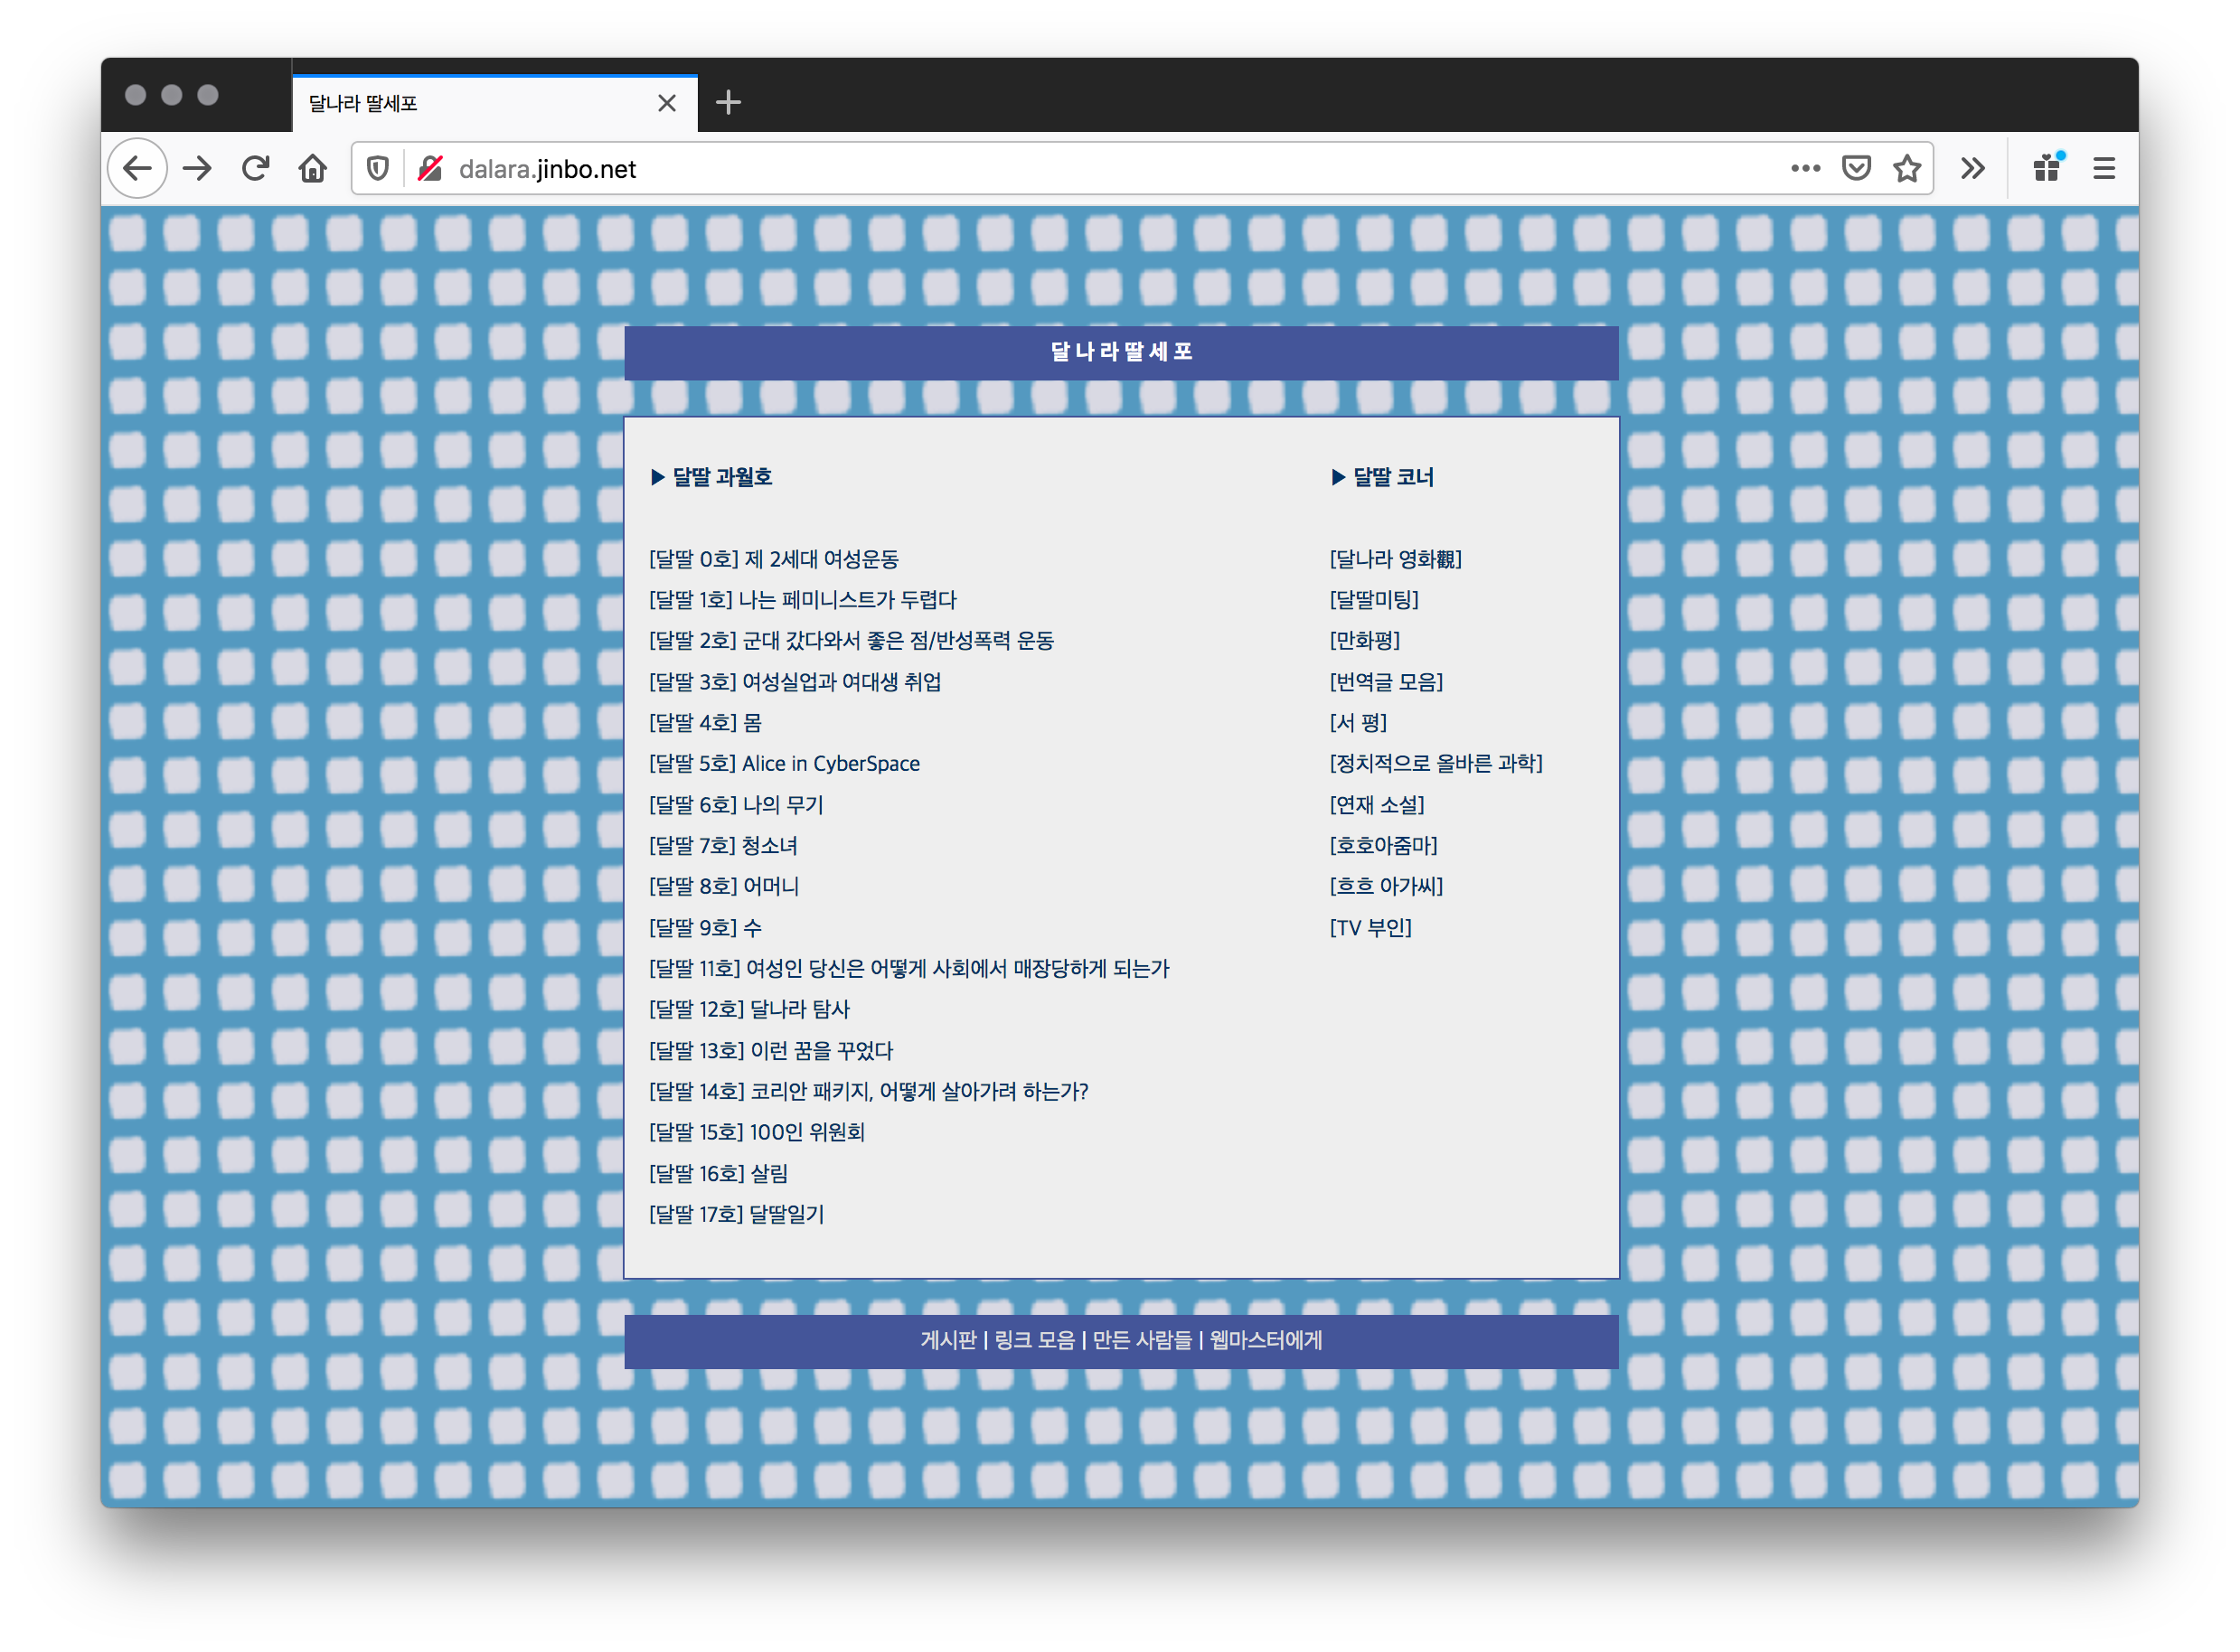 달나라 딸세포
dalara.jinbo.net
달나라딸세포
▶ 달딸 과월호
[달딸 0호] 제 2세대 여성운동
[달딸 1호] 나는 페미니스트가 두렵다
[달딸 2호] 군대 갔다와서 좋은 점/반성폭력 운동
[달딸 3호] 여성실업과 여대생 취업
[달딸 4호] 몸
[달딸 5호] Alice in CyberSpace
[달딸 6호] 나의 무기
[달딸 7호] 청소녀
[달딸 8호] 어머니
[달딸 9호] 수
[달딸 11호] 여성인 당신은 어떻게 사회에서 매장당하게 되는가
[달딸 12호] 달나라 탐사
[달딸 13호] 이런 꿈을 꾸었다
[달딸 14호] 코리안 패키지, 어떻게 살아가려 하는가?
[달딸 15호] 100인 위원회
[달딸 16호] 살림
[달딸 17호] 달딸일기
▶ 달딸 코너
[달나라 영화觀]
[달딸미팅]
[만화평]
[번역글 모음]
[서 평]
[정치적으로 올바른 과학]
[연재 소설]
[호호아줌마]
[흐흐 아가씨]
[TV 부인]
게시판 | 링크 모음 | 만든 사람들 | 웹마스터에게